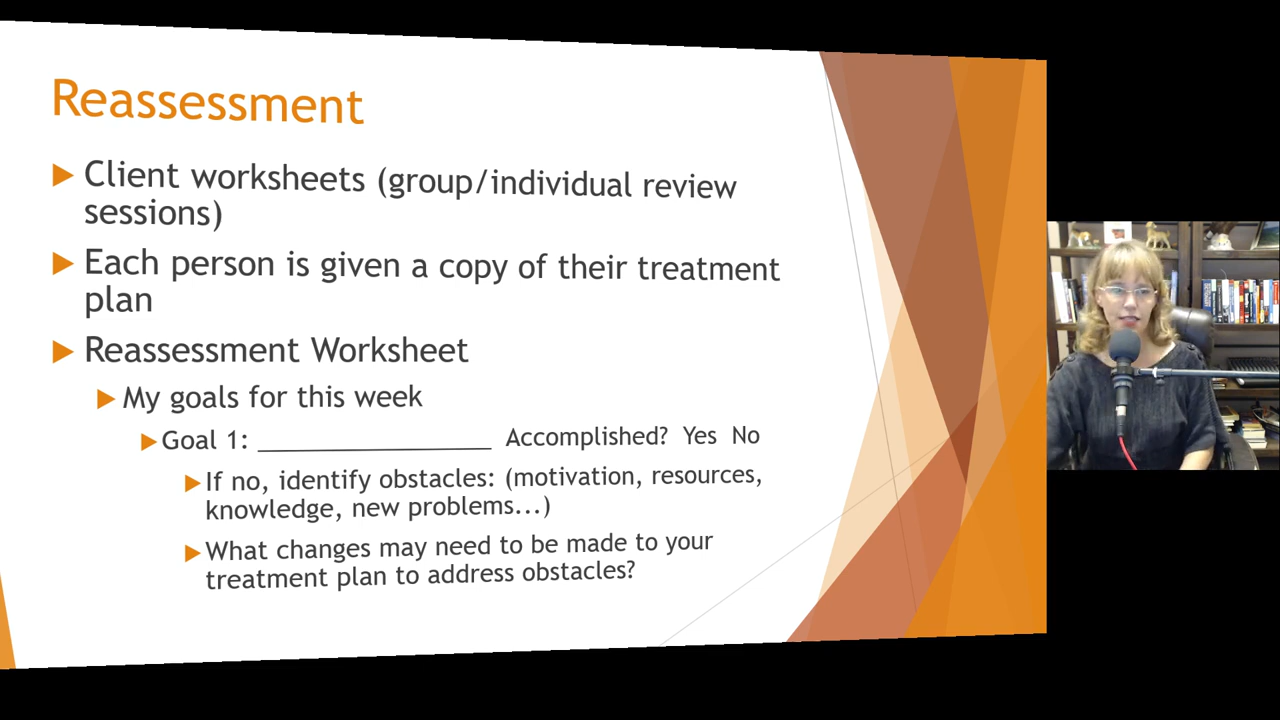 Reassessment
Client worksheets (group/individual review
sessions)
Each person is given a copy of their treatment
plan
Reassessment Worksheet
My goals for this week
Goal 1: __________________ Accomplished? Yes No
If no, identify obstacles: (motivation, resources,
knowledge, new problems...)
What changes may need to be made to your
treatment plan to address obstacles?